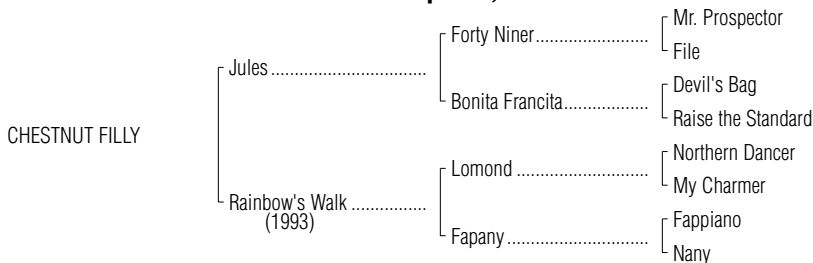 Mr. Prospector
Forty Niner
File
Jules
Devil's Bag
Bonita Francita
Raise the Standard
CHESTNUT FILLY
Northern Dancer
Lomond
My Charmer
Rainbow's Walk
(1993)
Fappiano
Fapany
Nany